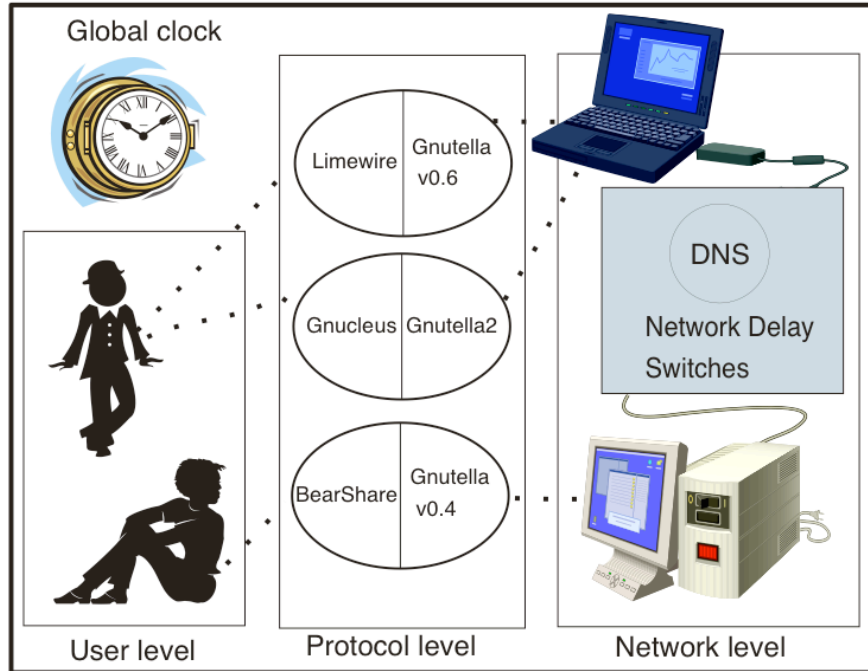 Global clock
Limewire
Gnutella
v0.6
Gnucleus
Gnutella2
BearShare
Gnutella
v0.4
DNS
Network Delay
Switches
User level
Protocol level
Network level